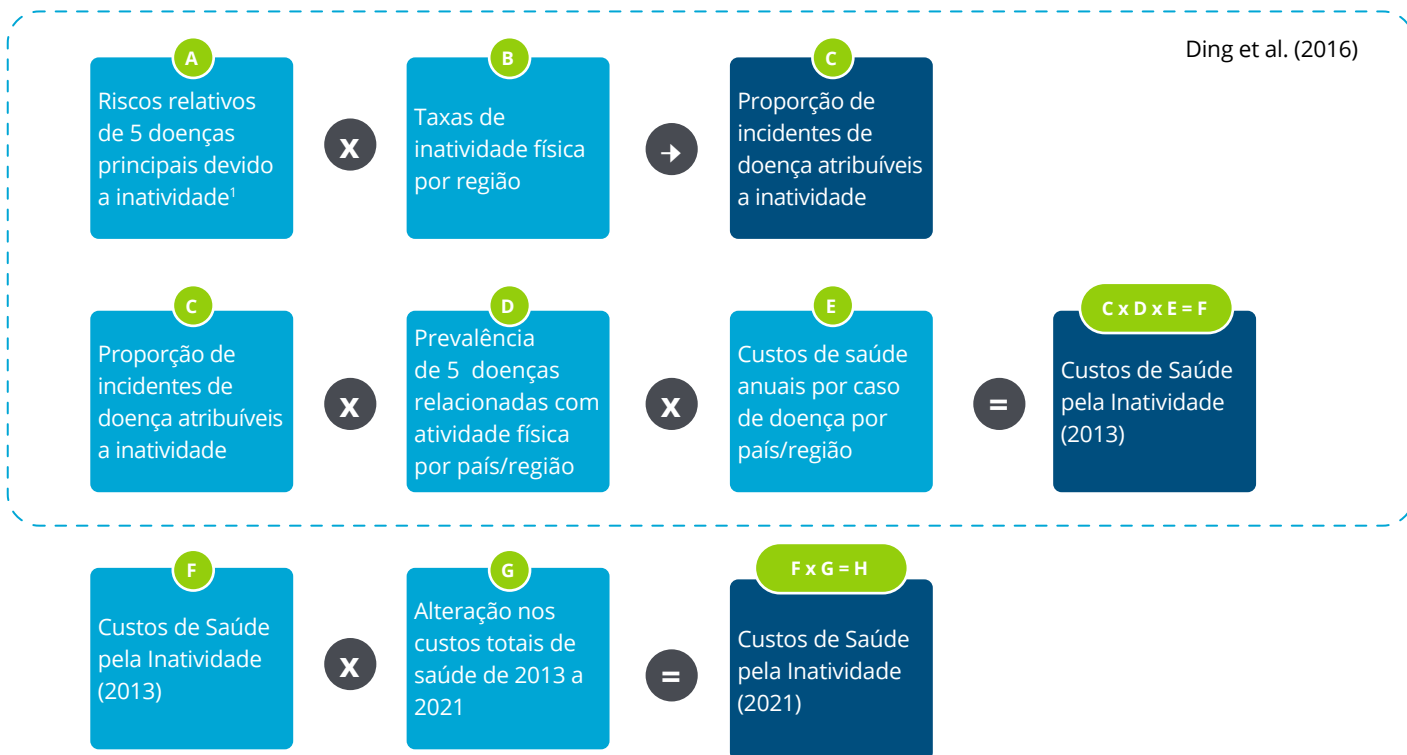 Ding et al. (2016)
A
Riscos relativos
de 5 doenças
principais devido
a inatividade¹
x
B
Taxas de
inatividade física
por região
→
C
Proporção de
incidentes de
doença atribuíveis
a inatividade
C
Proporção de
incidentes de
doença atribuíveis
a inatividade
x
D
Prevalência
de 5 doenças
relacionadas com
atividade física
por país/região
x
E
Custos de saúde
anuais por caso
de doença por
país/região
=
C x D x E = F
Custos de Saúde
pela Inatividade
(2013)
F
Custos de Saúde
pela Inatividade
(2013)
x
G
Alteração nos
custos totais de
saúde de 2013 a
2021
=
F x G = H
Custos de Saúde
pela Inatividade
(2021)